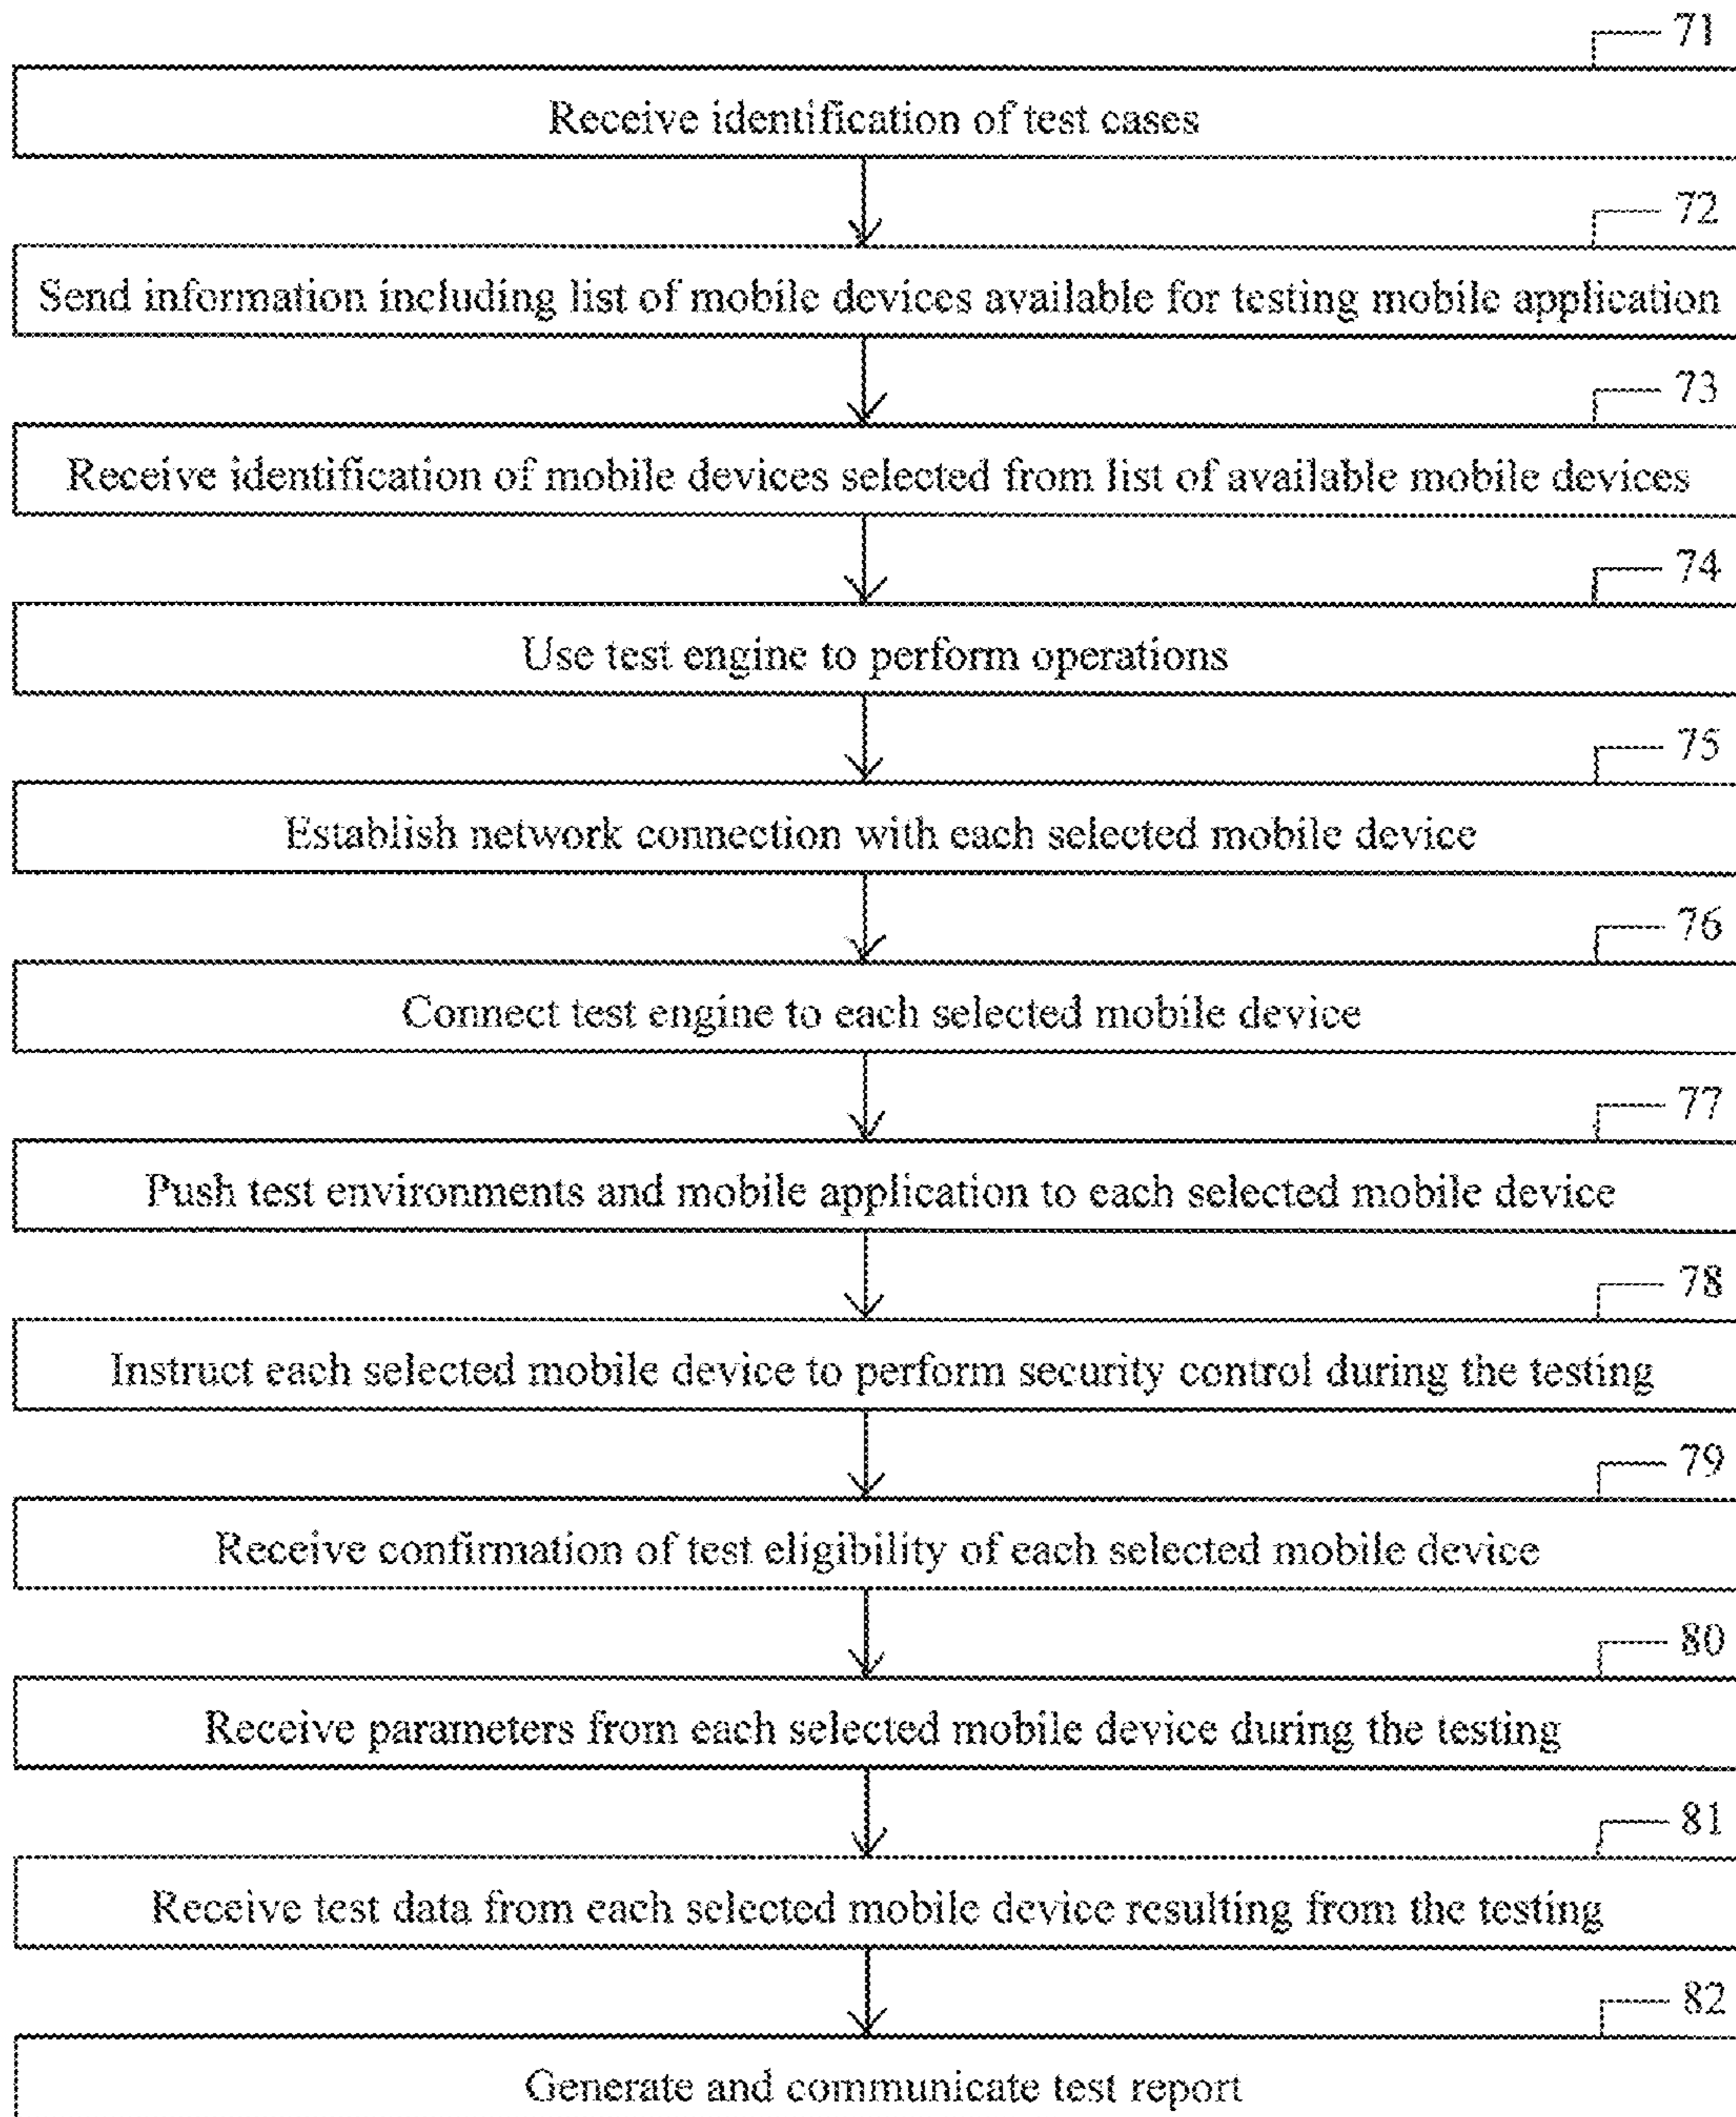 71
Receive identification of test cases
72
Send information including list of mobile devices available for testing mobile application
73
Receive identification of mobile devices selected from list of available mobile devices
74
Use test engine to perform operations
75
Establish network connection with each selected mobile device
76
Connect test engine to each selected mobile device
77
Push test environments and mobile application to each selected mobile device
78
Instruct each selected mobile device to perform security control during the testing
79
Receive confirmation of test eligibility of each selected mobile device
80
Receive parameters from each selected mobile device during the testing
81
Receive test data from each selected mobile device resulting from the testing
82
Generate and communicate test report